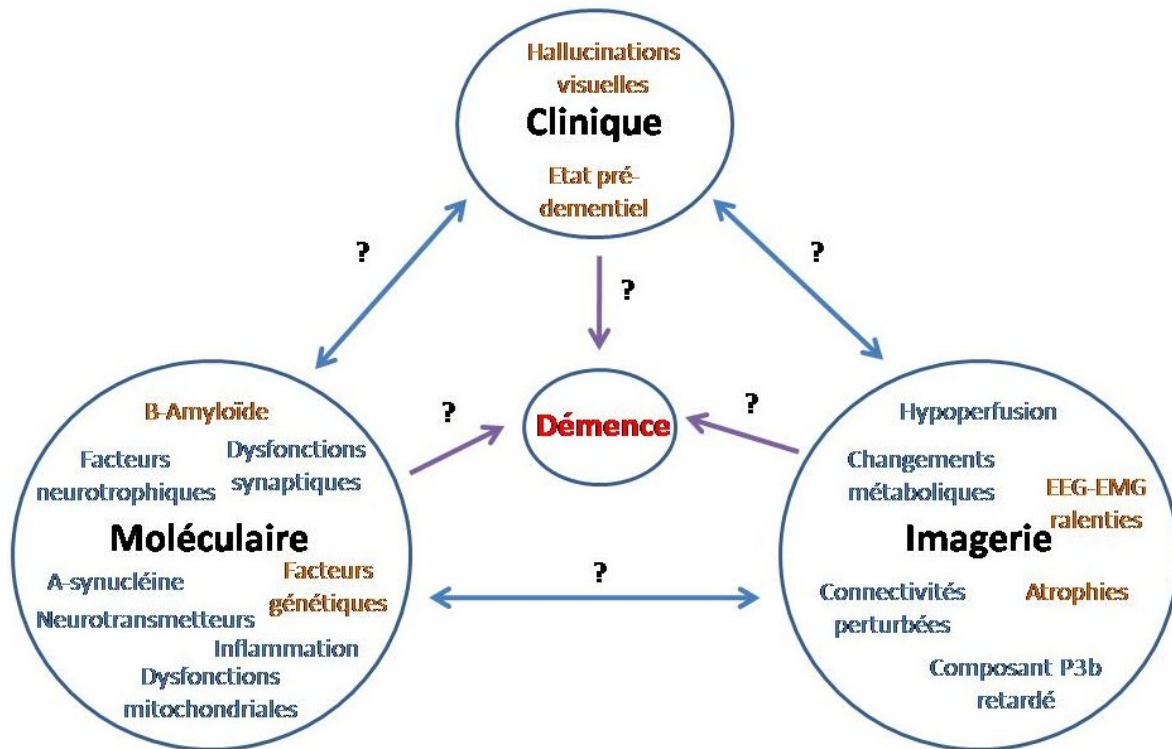 Hallucinations
visuelles
Clinique
Etat pré-
dementiel
?
?
?
Démence
?
?
?
B-Amyloïde
Facteurs
neurotrophiques
Dysfonctions
synaptiques
Moléculaire
A-synucléine
Facteurs
génétiques
Neurotransmetteurs
Inflammation
Dysfonctions
mitochondriales
Hypoperfusion
Changements
métaboliques
EEG-EMG
ralenties
Imagerie
Connectivités
perturbées
Atrophies
Composant P3b
retardé